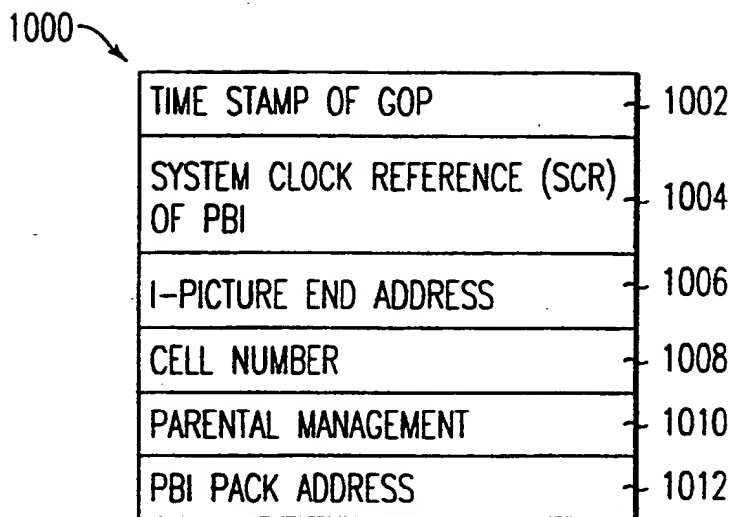 1000
TIME STAMP OF GOP 1002
SYSTEM CLOCK REFERENCE (SCR)
OF PBI 1004
I-PICTURE END ADDRESS 1006
CELL NUMBER 1008
PARENTAL MANAGEMENT 1010
PBI PACK ADDRESS 1012